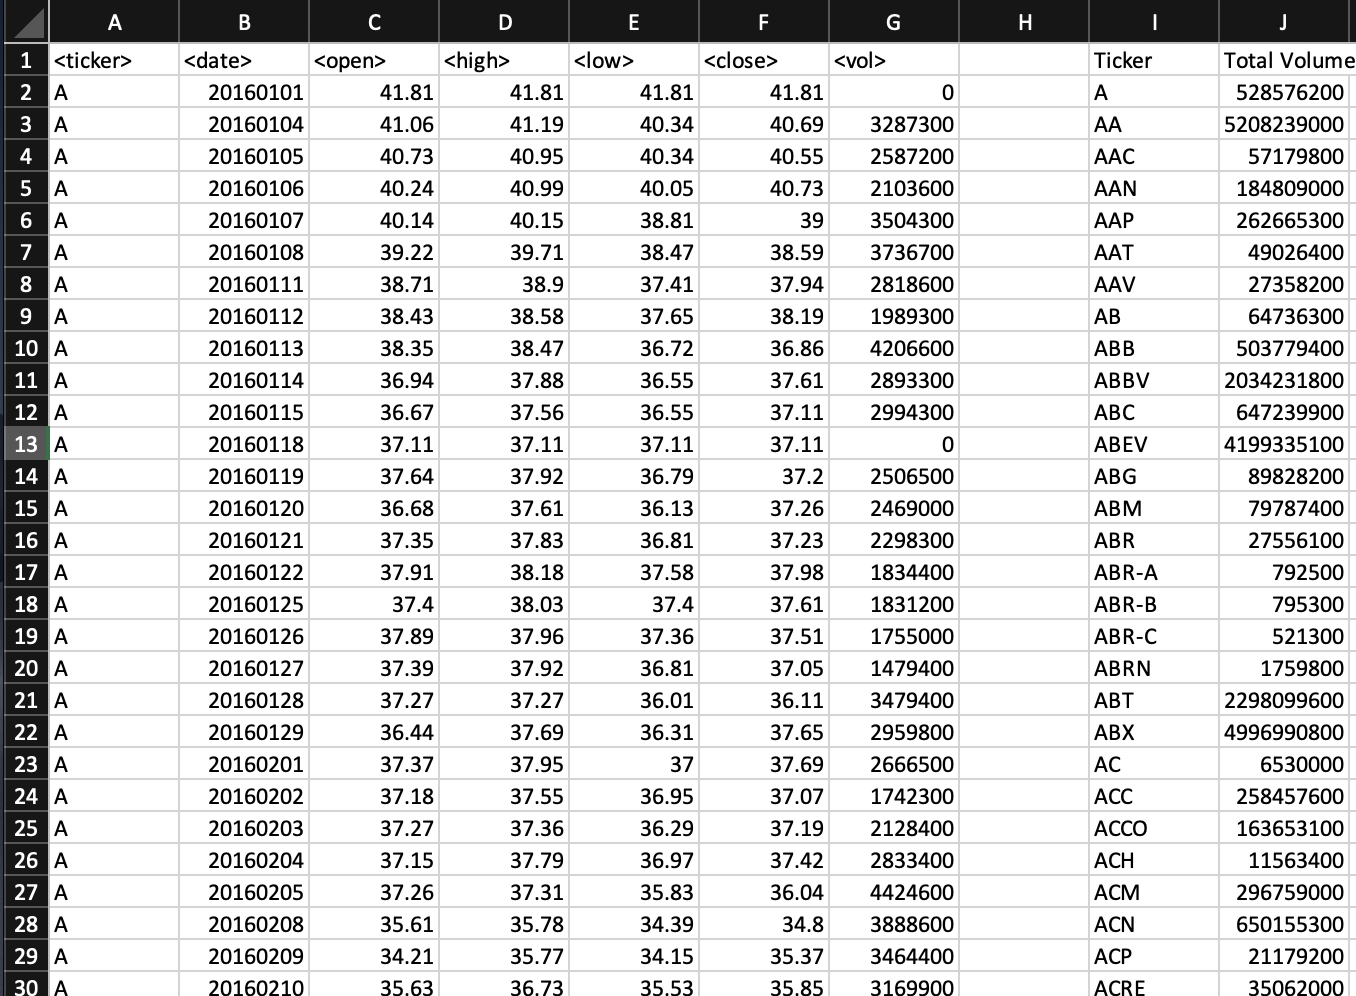 A B C D E F G H I J
1 <ticker> <date> <open> <high> <low> <close> <vol> Ticker Total Volume
2 A 20160101 41.81 41.81 41.81 41.81 0 A 528576200
3 A 20160104 41.06 41.19 40.34 40.69 3287300 AA 5208239000
4 A 20160105 40.73 40.95 40.34 40.55 2587200 AAC 57179800
5 A 20160106 40.24 40.99 40.05 40.73 2103600 AAN 184809000
6 A 20160107 40.14 40.15 38.81 39 3504300 AAP 262665300
7 A 20160108 39.22 39.71 38.47 38.59 3736700 AAT 49026400
8 A 20160111 38.71 38.9 37.41 37.94 2818600 AAV 27358200
9 A 20160112 38.43 38.58 37.65 38.19 1989300 AB 64736300
10 A 20160113 38.35 38.47 36.72 36.86 4206600 ABB 503779400
11 A 20160114 36.94 37.88 36.55 37.61 2893300 ABBV 2034231800
12 A 20160115 36.67 37.56 36.55 37.11 2994300 ABC 647239900
13 A 20160118 37.11 37.11 37.11 37.11 0 ABEV 4199335100
14 A 20160119 37.64 37.92 36.79 37.2 2506500 ABG 89828200
15 A 20160120 36.68 37.61 36.13 37.26 2469000 ABM 79787400
16 A 20160121 37.35 37.83 36.81 37.23 2298300 ABR 27556100
17 A 20160122 37.91 38.18 37.58 37.98 1834400 ABR-A 792500
18 A 20160125 37.4 38.03 37.4 37.61 1831200 ABR-B 795300
19 A 20160126 37.89 37.96 37.36 37.51 1755000 ABR-C 521300
20 A 20160127 37.39 37.92 36.81 37.05 1479400 ABRN 1759800
21 A 20160128 37.27 37.27 36.01 36.11 3479400 ABT 2298099600
22 A 20160129 36.44 37.69 36.31 37.65 2959800 ABX 4996990800
23 A 20160201 37.37 37.95 37 37.69 2666500 AC 6530000
24 A 20160202 37.18 37.55 36.95 37.07 1742300 ACC 258457600
25 A 20160203 37.27 37.36 36.29 37.19 2128400 ACCO 163653100
26 A 20160204 37.15 37.79 36.97 37.42 2833400 ACH 11563400
27 A 20160205 37.26 37.31 35.83 36.04 4424600 ACM 296759000
28 A 20160208 35.61 35.78 34.39 34.8 3888600 ACN 650155300
29 A 20160209 34.21 35.77 34.15 35.37 3464400 ACP 21179200
30 A 20160210 35.63 36.73 35.53 35.85 3169900 ACRE 35062000